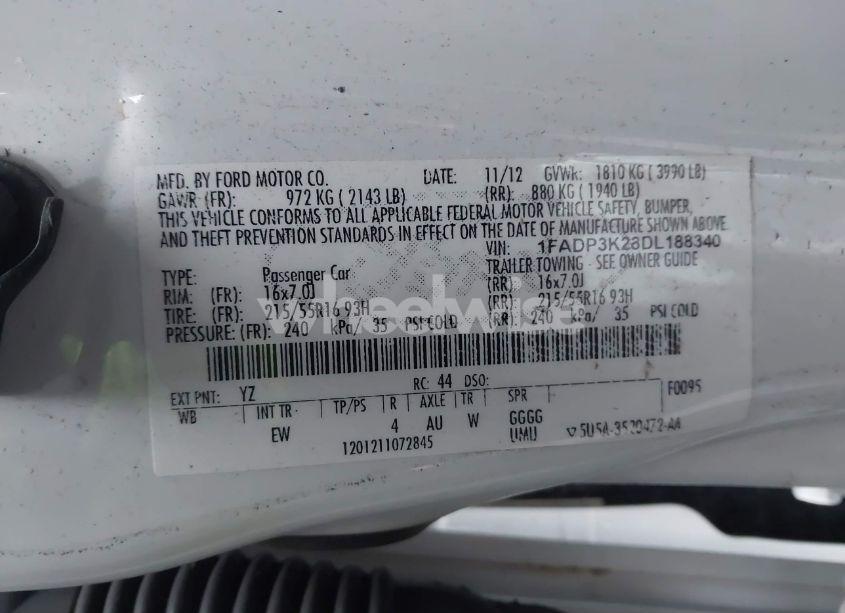 MFD. BY FORD MOTOR CO. DATE: 11/12 GVWR: 1810 KG ( 3990 LB)
GAWR (FR): 972 KG ( 2143 LB) (RR): 880 KG ( 1940 LB)
THIS VEHICLE CONFORMS TO ALL APPLICABLE FEDERAL MOTOR VEHICLE SAFETY, BUMPER,
AND THEFT PREVENTION STANDARDS IN EFFECT ON THE DATE OF MANUFACTURE SHOWN ABOVE.
VIN: 1FADP3K28DL188340
TYPE: Passenger Car TRAILER TOWING - SEE OWNER GUIDE
RIM: (FR): 16x7.0J (RR): 16x7.0J
TIRE: (FR): 215/55R16 93H (RR): 215/55R16 93H
PRESSURE: (FR): 240 kPa/ 35 PSI COLD (RR): 240 kPa/ 35 PSI COLD
wheelwise
EXT PNT: YZ RC: 44 DSO: F0095
WB INT TR TP/PS R AXLE TR SPR
EW 4 AU W GGGG
UMU
1201211072845
5U5A-3520472-AA